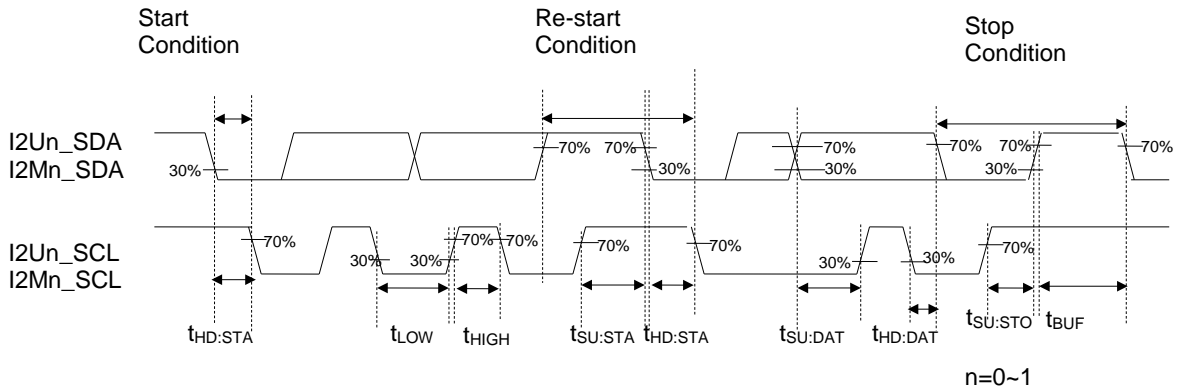 Start
Condition
Re-start
Condition
Stop
Condition
I2Un_SDA
I2Mn_SDA
30%
70%
70%
30%
70%
30%
70%
30%
70%
70%
I2Un_SCL
I2Mn_SCL
70%
30%
30%
70%
70%
70%
70%
30%
30%
70%
tHD:STA
tLOW
tHIGH
tSU:STA
tHD:STA
tSU:DAT
tHD:DAT
tSU:STO
tBUF
n=0~1